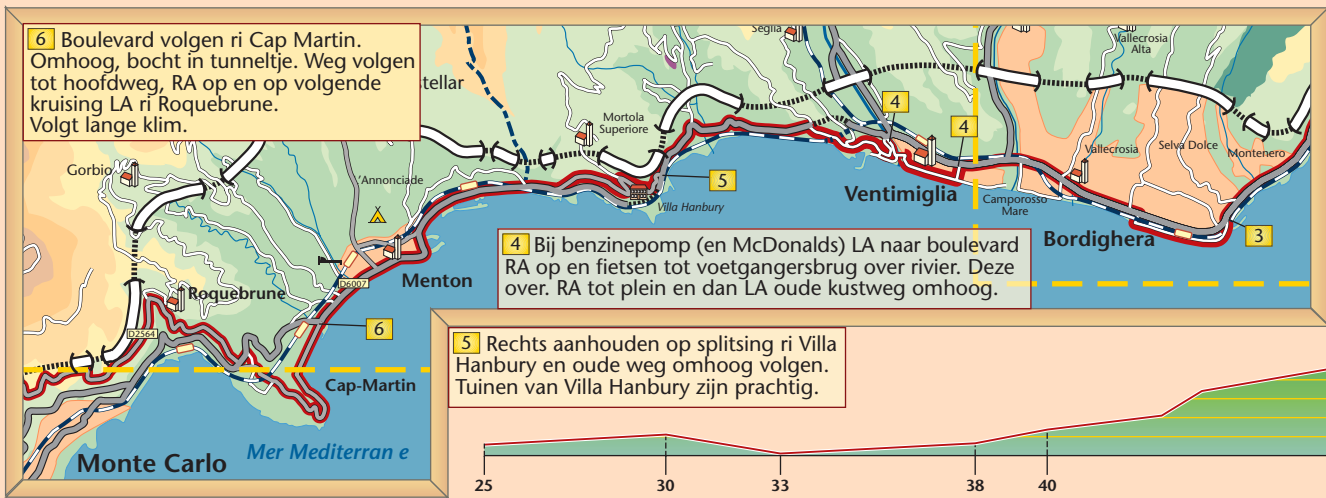 6 Boulevard volgen ri Cap Martin.
Omhoog, bocht in tunneltje. Weg volgen
tot hoofdweg, RA op en op volgende
kruising LA ri Roquebrune.
Volgt lange klim.
stellar
Seglia
Vallecrosia
Alta
Mortola
Superiore
4
4
Gorbio
'Annonciade
5
Villa Hanbury
Ventimiglia
Vallecrosia
Selva Dolce
Montenero
Camporosso
Mare
Bordighera
3
4 Bij benzinepomp (en McDonalds) LA naar boulevard
RA op en fietsen tot voetgangersbrug over rivier. Deze
over. RA tot plein en dan LA oude kustweg omhoog.
Menton
D6007
Roquebrune
D2564
6
Cap-Martin
Monte Carlo
Mer Mediterran e
5 Rechts aanhouden op splitsing ri Villa
Hanbury en oude weg omhoog volgen.
Tuinen van Villa Hanbury zijn prachtig.
25 30 33 38 40